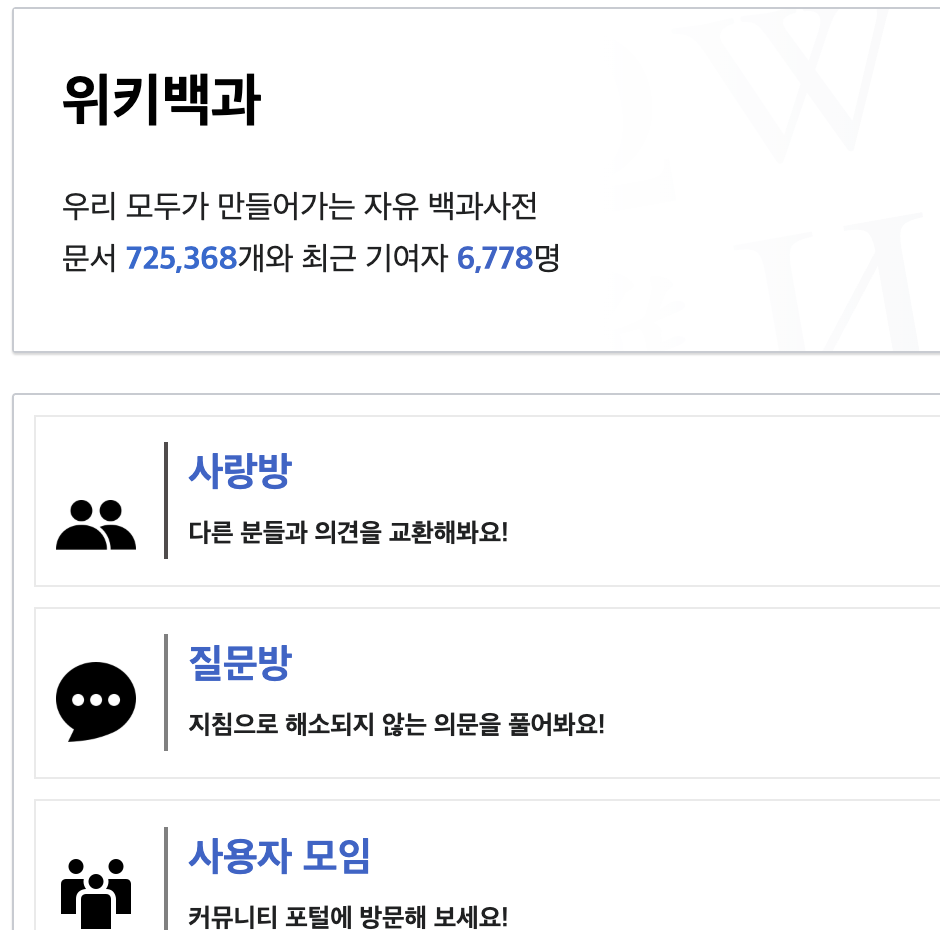 위키백과
우리 모두가 만들어가는 자유 백과사전
문서 725,368개와 최근 기여자 6,778명
사랑방
다른 분들과 의견을 교환해봐요!
질문방
지침으로 해소되지 않는 의문을 풀어봐요!
사용자 모임
커뮤니티 포털에 방문해 보세요!